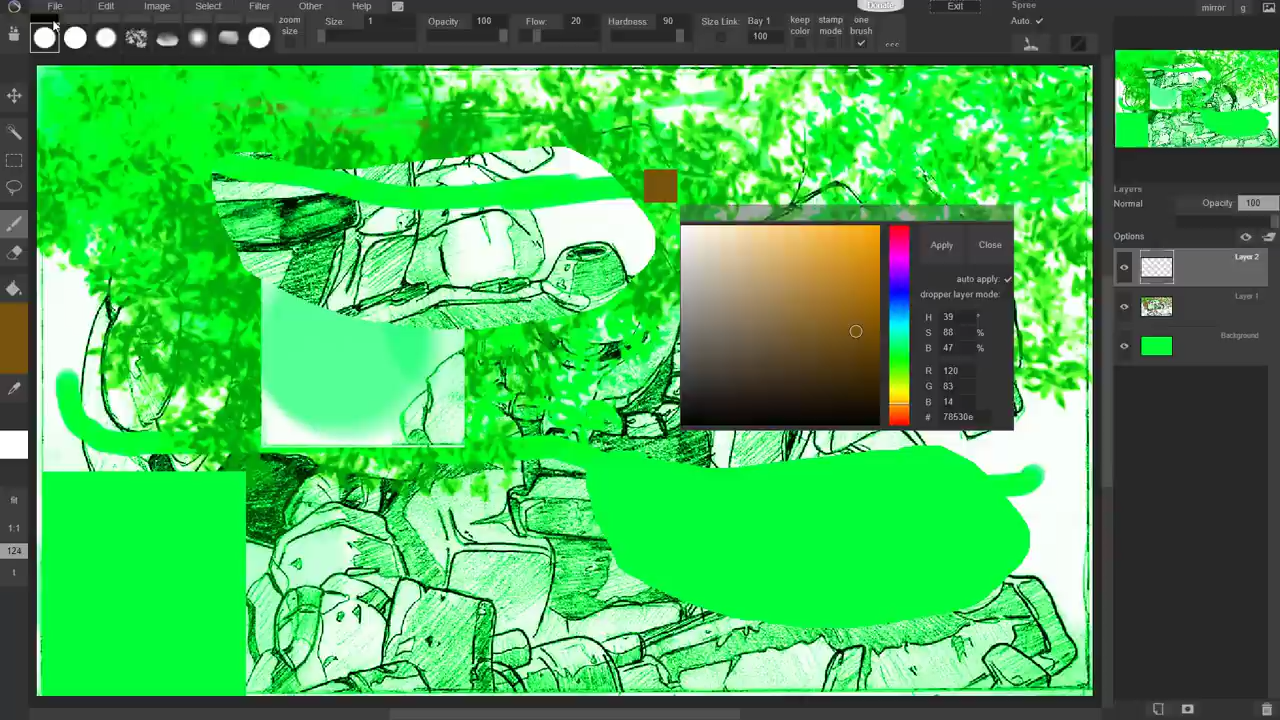 File Edit Image Select Filter Other Help Donate Exit Spree mirror g
Auto.
zoom size
Size: 1
Opacity 100
Flow: 20
Hardness 90
Size Link: Bay 1
100
keep color
stamp mode
one brush
Apply Close
auto apply:
dropper layer mode:
H 39 °
S 88 %
B 47 %
R 120
G 83
B 14
# 78530e
fit
1:1
124
1
Layers
Normal Opacity 100
Options
Layer 2
Layer 1
Background